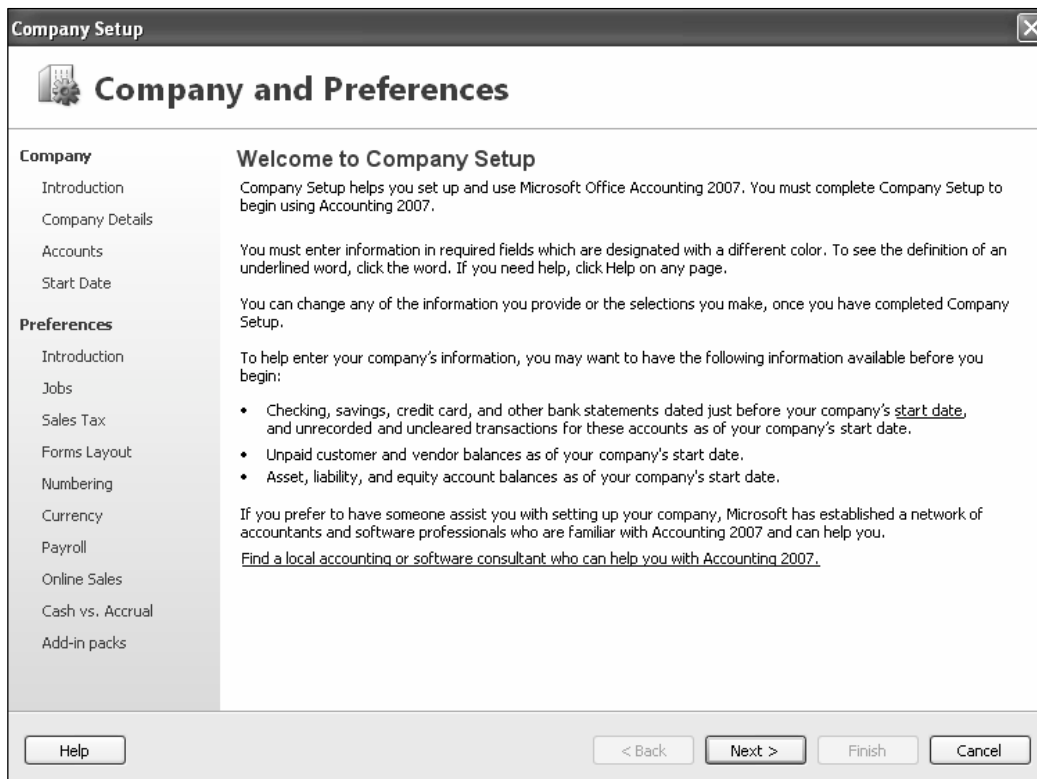 Company Setup
Company and Preferences
Company
Introduction
Company Details
Accounts
Start Date
Preferences
Introduction
Jobs
Sales Tax
Forms Layout
Numbering
Currency
Payroll
Online Sales
Cash vs. Accrual
Add-in packs
Welcome to Company Setup
Company Setup helps you set up and use Microsoft Office Accounting 2007. You must complete Company Setup to
begin using Accounting 2007.
You must enter information in required fields which are designated with a different color. To see the definition of an
underlined word, click the word. If you need help, click Help on any page.
You can change any of the information you provide or the selections you make, once you have completed Company
Setup.
To help enter your company's information, you may want to have the following information available before you
begin:
• Checking, savings, credit card, and other bank statements dated just before your company's start date,
and unrecorded and uncleared transactions for these accounts as of your company's start date.
• Unpaid customer and vendor balances as of your company's start date.
• Asset, liability, and equity account balances as of your company's start date.
If you prefer to have someone assist you with setting up your company, Microsoft has established a network of
accountants and software professionals who are familiar with Accounting 2007 and can help you.
Find a local accounting or software consultant who can help you with Accounting 2007.
Help
< Back
Next >
Finish
Cancel